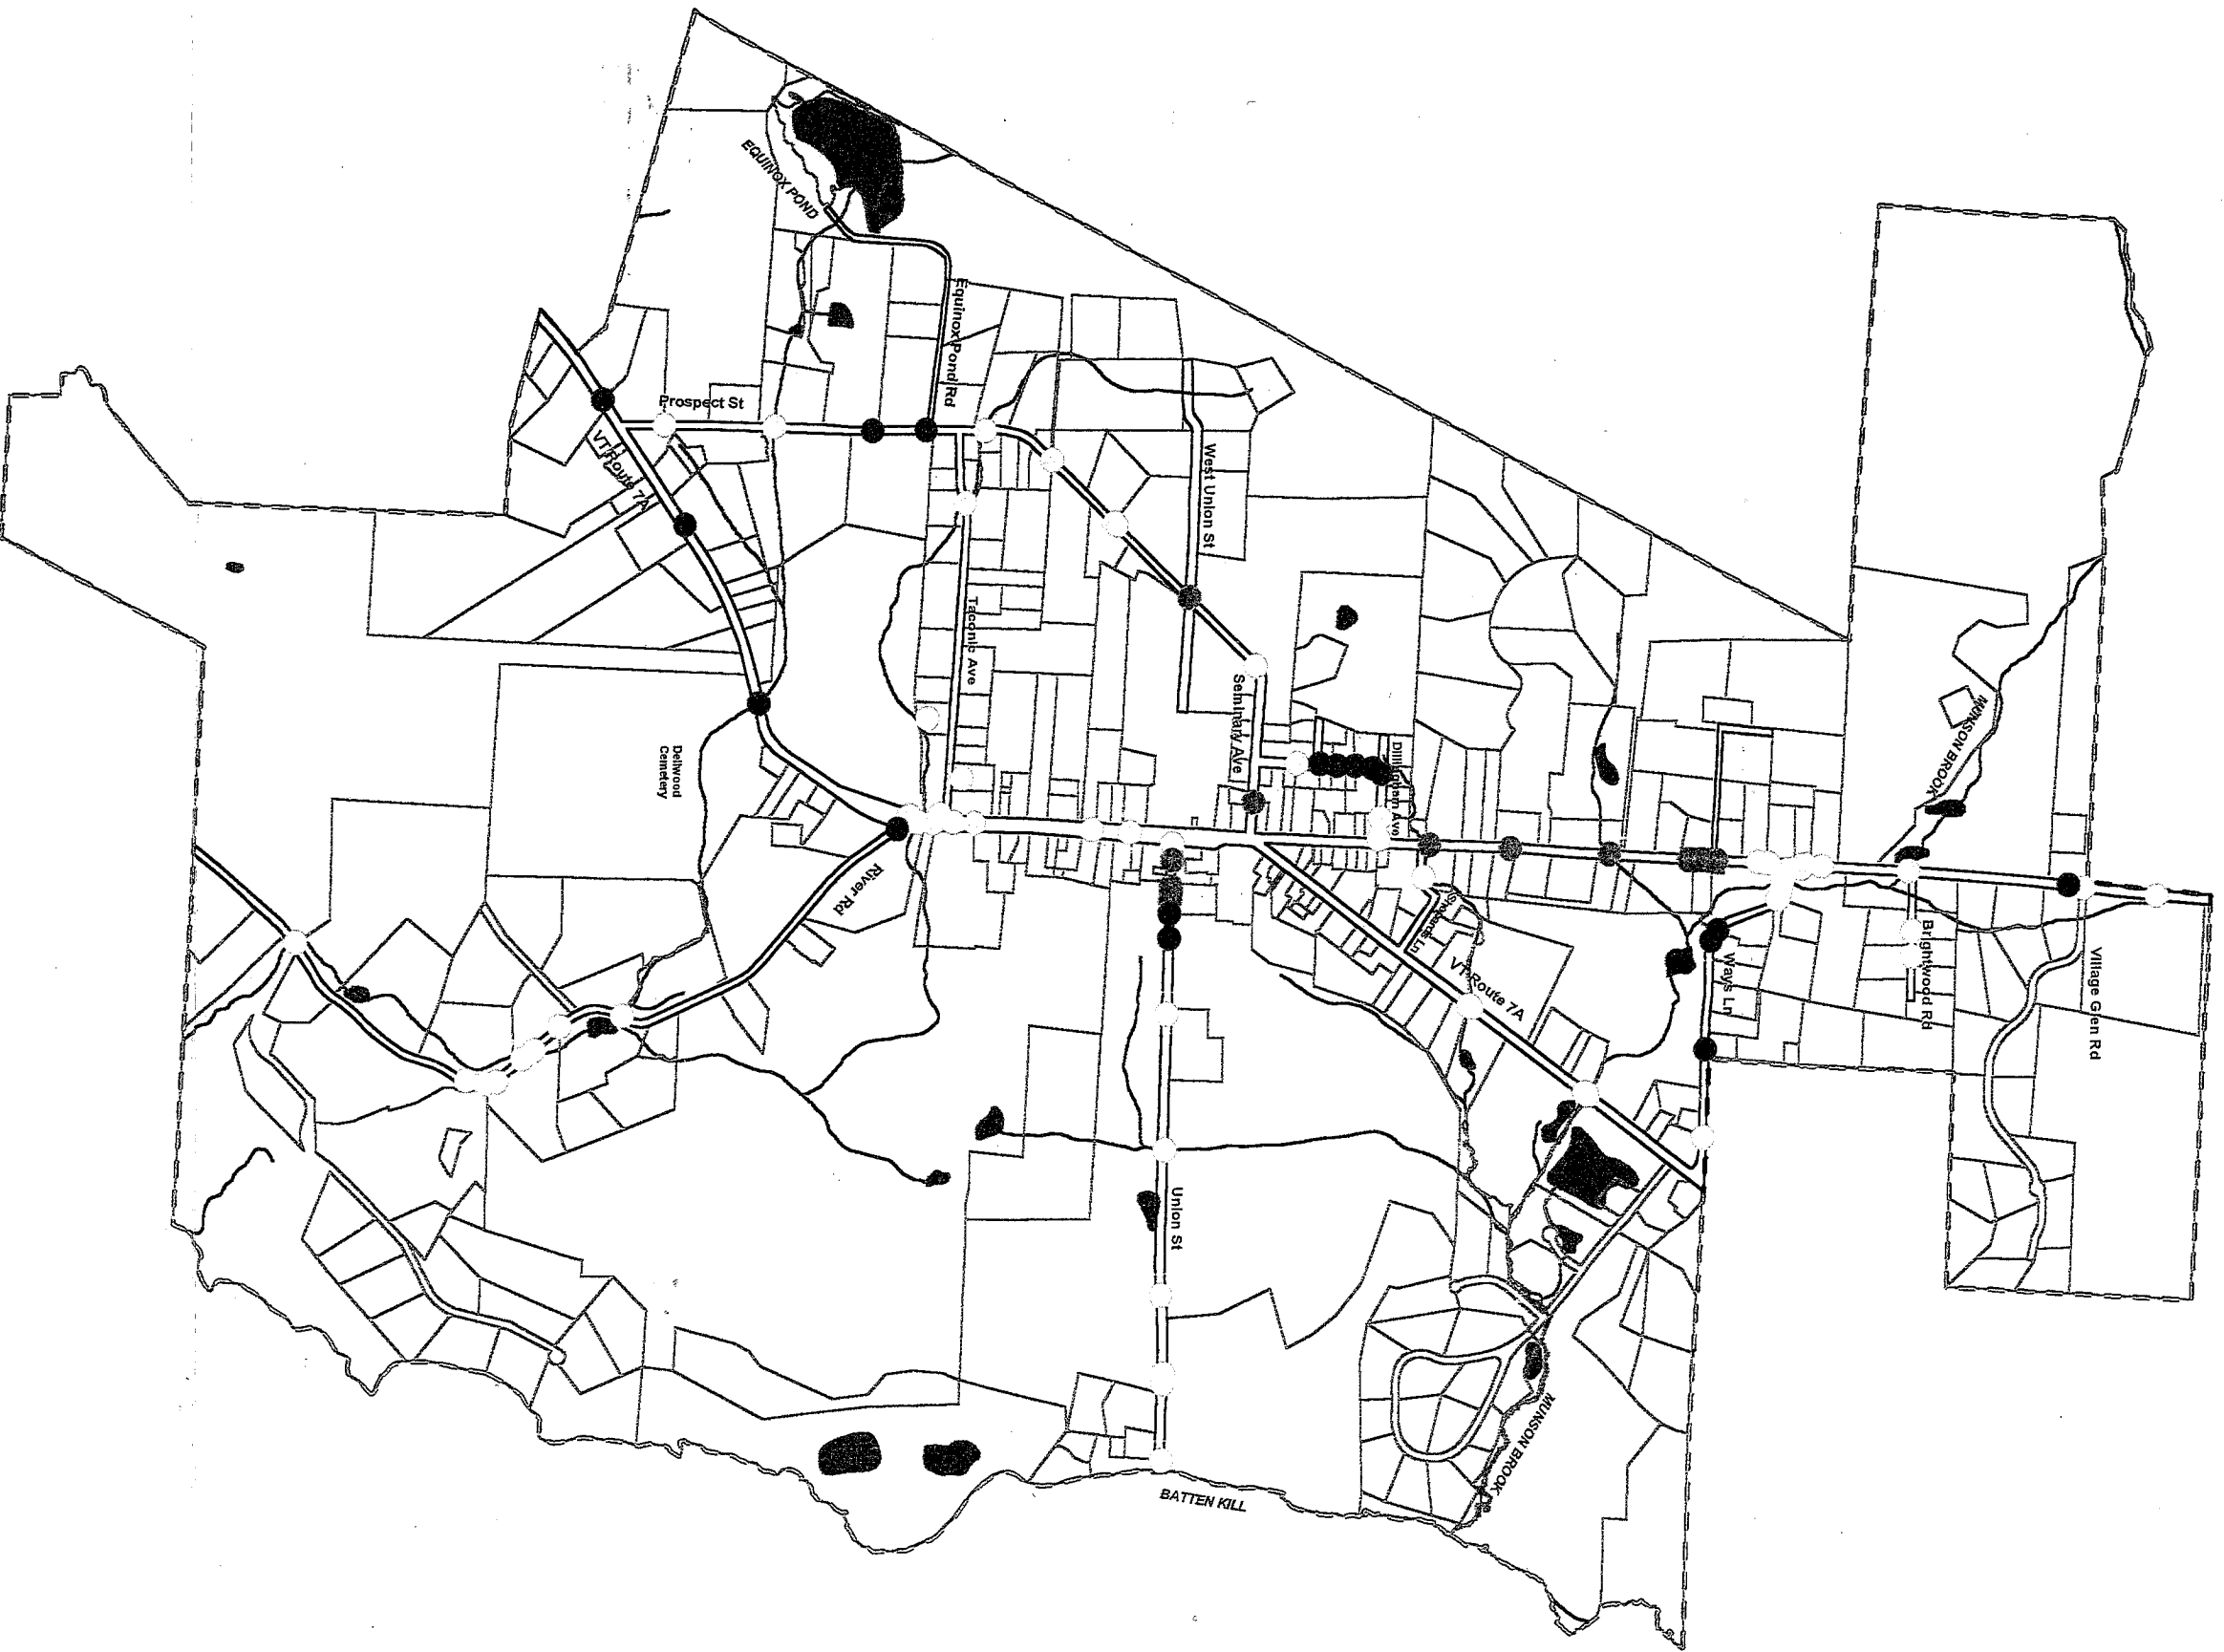 EQUINOX POND
Equinox Pond Rd
Prospect St
VT Route 7A
West Union St
Taconic Ave
Seminary Ave
Dillingham Ave
Dellwood
Cemetery
River Rd
MUNSON BROOK
VT Route 7A
Ways Ln
Brightwood Rd
Village Glen Rd
Union St
MUNSON BROOK
BATTEN KILL